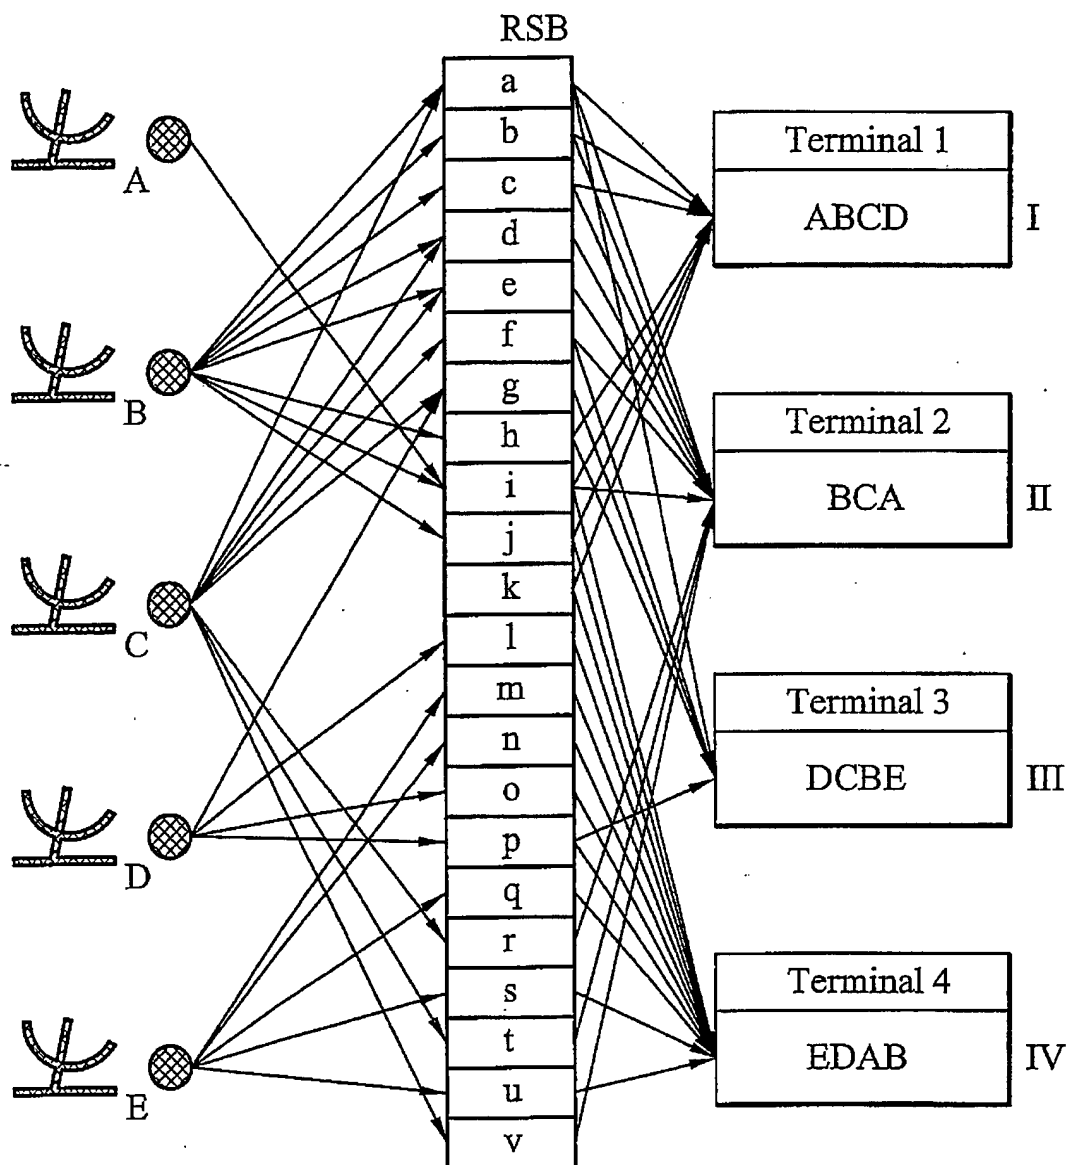 RSB
a
b
c
d
e
f
g
h
i
j
k
l
m
n
o
p
q
r
s
t
u
v
A
B
C
D
E
Terminal 1
ABCD
I
Terminal 2
BCA
II
Terminal 3
DCBE
III
Terminal 4
EDAB
IV